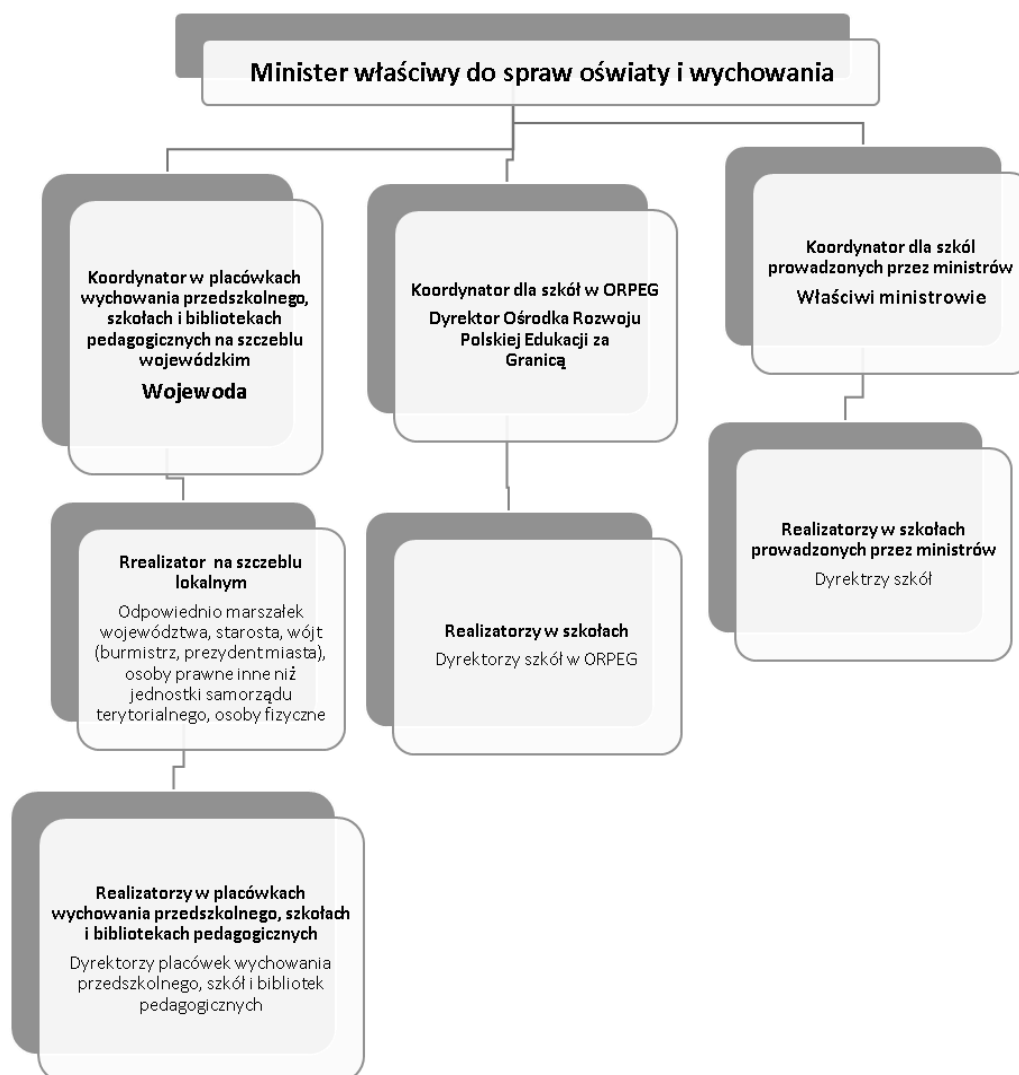 Minister właściwy do spraw oświaty i wychowania
Koordynator w placówkach
wychowania przedszkolnego,
szkołach i bibliotekach
pedagogicznych na szczeblu
wojewódzkim
Wojewoda
Koordynator dla szkół w ORPEG
Dyrektor Ośrodka Rozwoju
Polskiej Edukacji za
Granicą
Koordynator dla szkól
prowadzonych przez ministrów
Właściwi ministrowie
Rrealizator na szczeblu
lokalnym
Odpowiednio marszałek
województwa, starosta, wójt
(burmistrz, prezydent miasta),
osoby prawne inne niż
jednostki samorządu
terytorialnego, osoby fizyczne
Realizatorzy w szkołach
Dyrektorzy szkół w ORPEG
Realizatorzy w szkołach
prowadzonych przez ministrów
Dyrektrzy szkół
Realizatorzy w placówkach
wychowania przedszkolnego, szkołach
i bibliotekach pedagogicznych
Dyrektorzy placówek wychowania
przedszkolnego, szkół i bibliotek
pedagogicznych